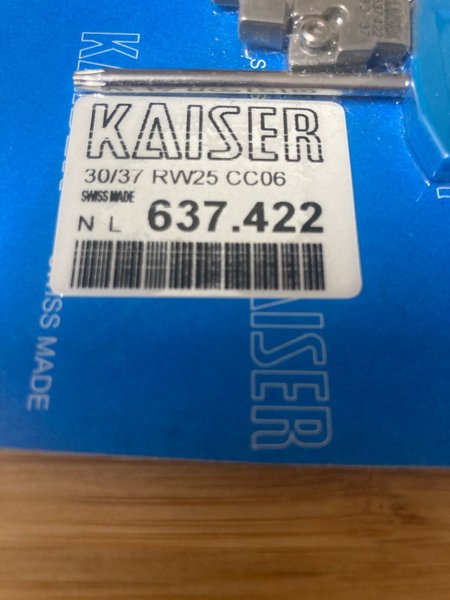 KAISER
30/37 RW25 CC06
SWISS MADE
N L 637.422
SWISS MADE
KAISER